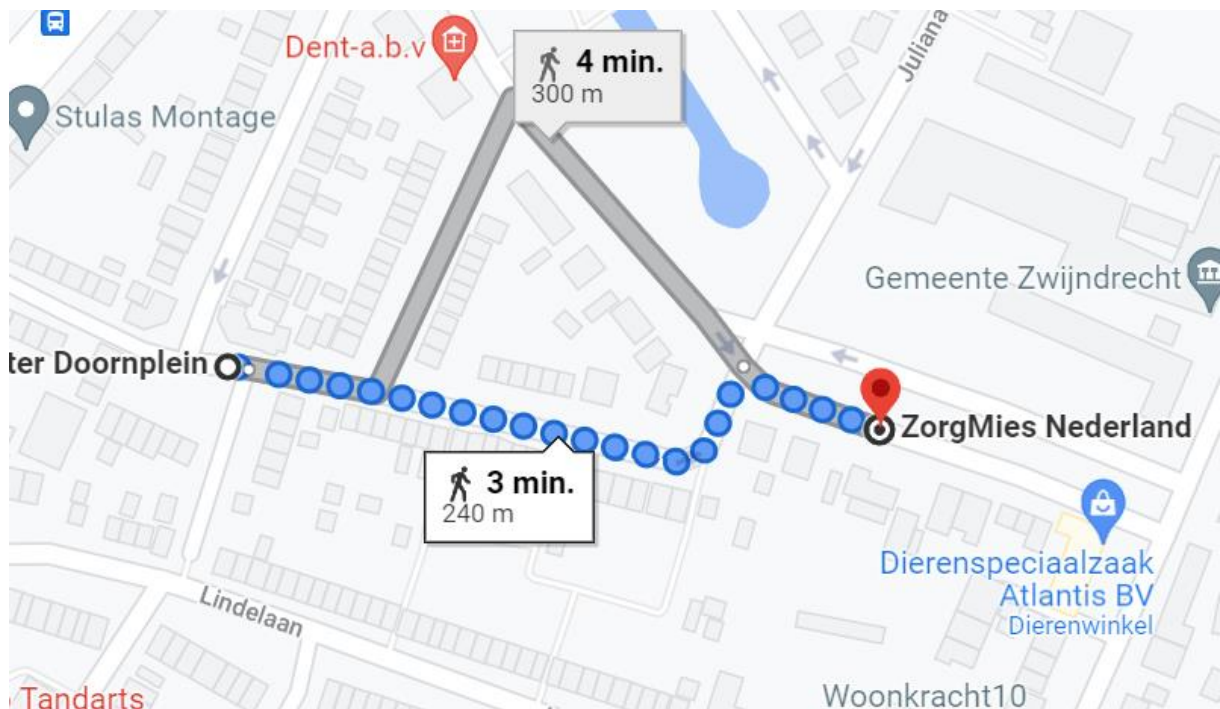 Dent-a.b.v
4 min.
300 m
Juliana
Stulas Montage
Gemeente Zwijndrecht
ter Doornplein
ZorgMies Nederland
3 min.
240 m
Dierenspeciaalzaak
Atlantis BV
Dierenwinkel
Lindelaan
Tandarts
Woonkracht10